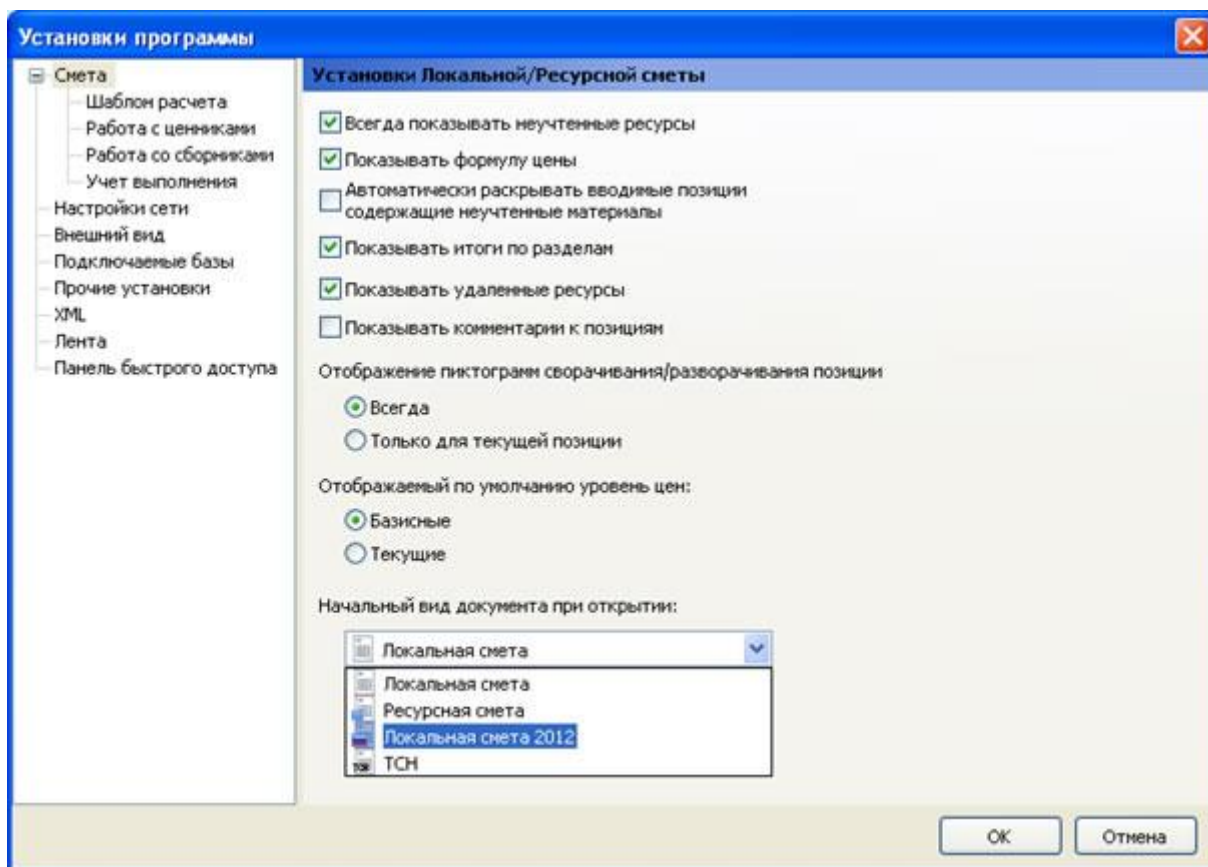 Установки программы
Смета
Шаблон расчета
Работа с ценниками
Работа со сборниками
Учет выполнения
Настройки сети
Внешний вид
Подключаемые базы
Прочие установки
XML
Лента
Панель быстрого доступа
Установки Локальной/Ресурсной сметы
Всегда показывать неучтенные ресурсы
Показывать формулу цены
Автоматически раскрывать вводимые позиции
содержащие неучтенные материалы
Показывать итоги по разделам
Показывать удаленные ресурсы
Показывать комментарии к позициям
Отображение пиктограмм сворачивания/разворачивания позиции
Всегда
Только для текущей позиции
Отображаемый по умолчанию уровень цен:
Базисные
Текущие
Начальный вид документа при открытии:
Локальная смета
Локальная смета
Ресурсная смета
Локальная смета 2012
ТСН
ОК
Отмена